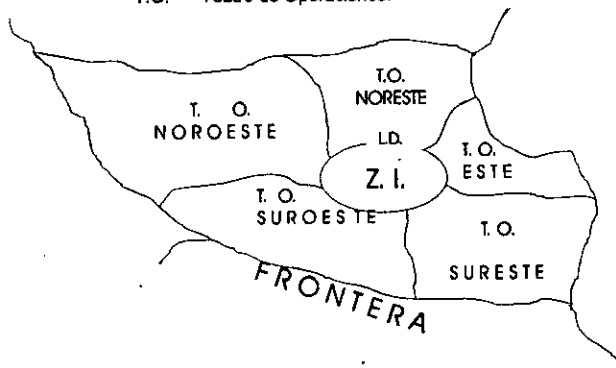 T.O.
T. O.
NOROESTE
T.O.
NORESTE
L.D.
Z. I.
T. O.
ESTE
T. O.
SUROESTE
T. O.
SURESTE
FRONTERA